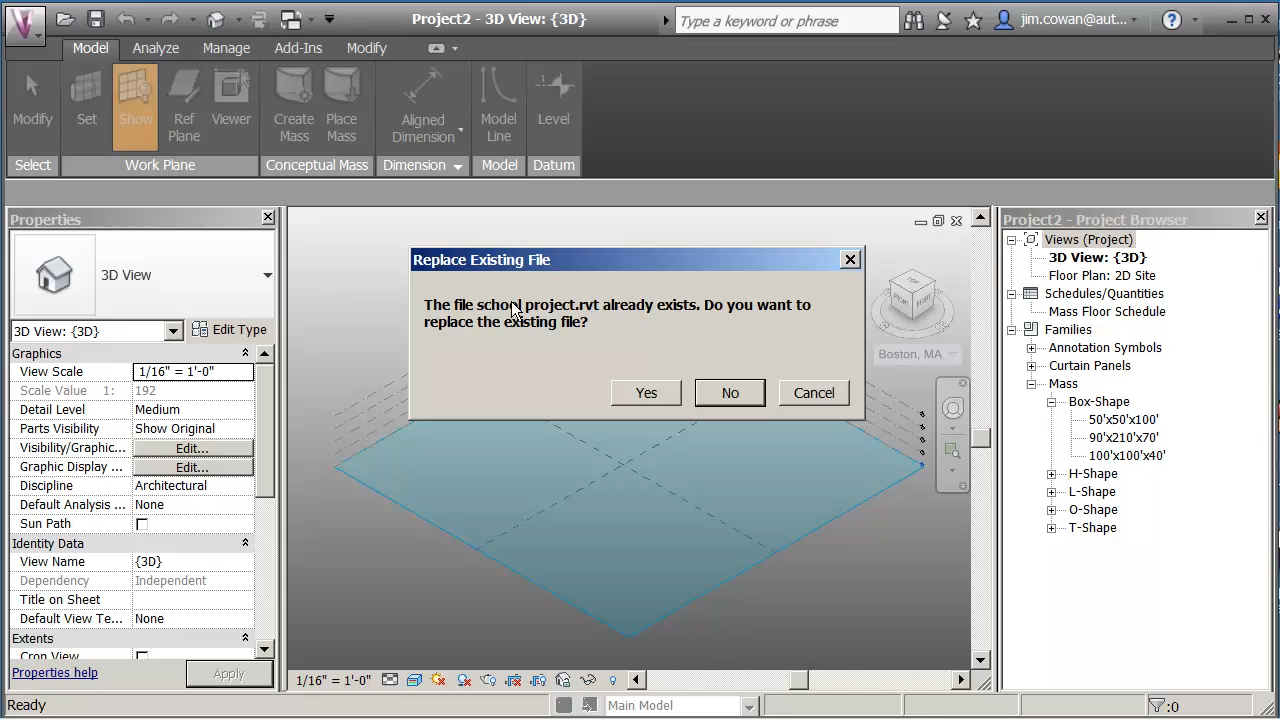 Project2 - 3D View: {3D}
Type a keyword or phrase
jim.cowan@aut...
Model
Analyze
Manage
Add-Ins
Modify
Modify
Set
Show
Ref
Plane
Viewer
Create
Mass
Place
Mass
Aligned
Dimension
Model
Line
Level
Select
Work Plane
Conceptual Mass
Dimension
Model
Datum
Properties
3D View
3D View: {3D}
Edit Type
Graphics
View Scale
1/16" = 1'-0"
Scale Value 1:
192
Detail Level
Medium
Parts Visibility
Show Original
Visibility/Graphic...
Edit...
Graphic Display ...
Edit...
Discipline
Architectural
Default Analysis ...
None
Sun Path
Identity Data
View Name
{3D}
Dependency
Independent
Title on Sheet
Default View Te...
None
Extents
Crop View
Properties help
Apply
Replace Existing File
The file school project.rvt already exists. Do you want to
replace the existing file?
Yes
No
Cancel
TOP
Boston, MA
1/16" = 1'-0"
Project2 - Project Browser
Views (Project)
3D View: {3D}
Floor Plan: 2D Site
Schedules/Quantities
Mass Floor Schedule
Families
Annotation Symbols
Curtain Panels
Mass
Box-Shape
50'x50'x100'
90'x210'x70'
100'x100'x40'
H-Shape
L-Shape
O-Shape
T-Shape
Ready
Main Model
:0